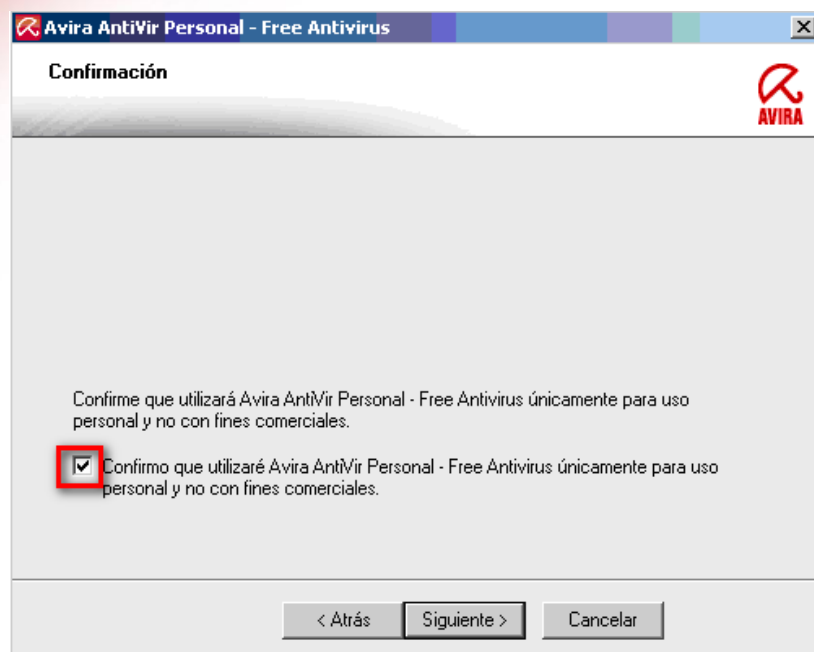 Avira AntiVir Personal - Free Antivirus
Confirmación
AVIRA
Confirme que utilizará Avira AntiVir Personal - Free Antivirus únicamente para uso
personal y no con fines comerciales.
Confirmo que utilizaré Avira AntiVir Personal - Free Antivirus únicamente para uso
personal y no con fines comerciales.
< Atrás
Siguiente >
Cancelar